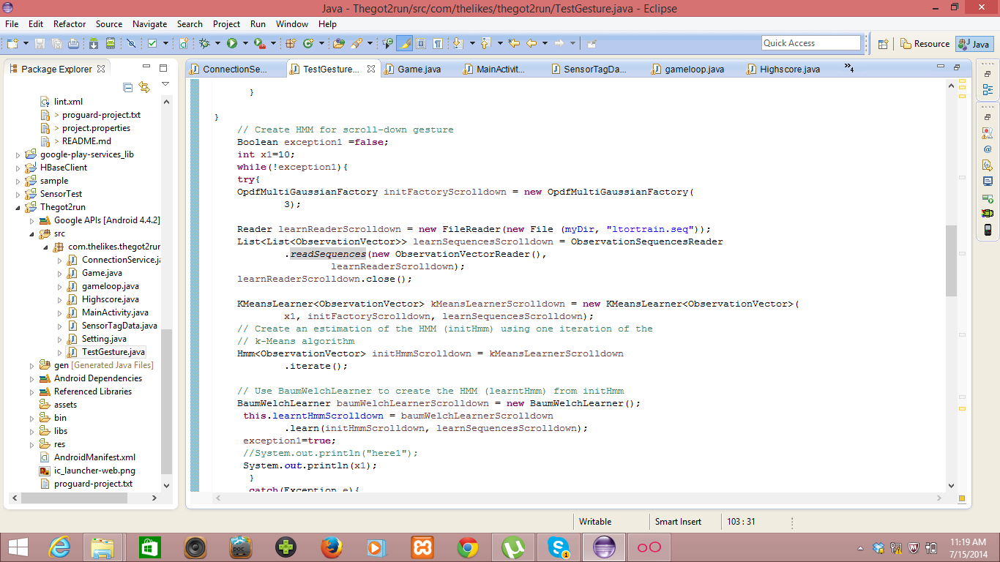 Java - Thegot2run/src/com/thelikes/thegot2run/TestGesture.java - Eclipse
File Edit Refactor Source Navigate Search Project Run Window Help
Quick Access
Resource
Java
Package Explorer
ConnectionSe...
TestGesture...
Game.java
MainActivit...
SensorTagDa...
gameloop.java
Highscore.java
»4
lint.xml
> proguard-project.txt
> project.properties
> README.md
google-play-services_lib
HBaseClient
sample
SensorTest
Thegot2run
Google APIs [Android 4.4.2]
src
com.thelikes.thegot2run
ConnectionService.ja
Game.java
gameloop.java
Highscore.java
MainActivity.java
SensorTagData.java
Setting.java
TestGesture.java
gen [Generated Java Files]
Android Dependencies
Referenced Libraries
assets
bin
libs
res
AndroidManifest.xml
ic_launcher-web.png
proguard-project.txt
}
}
// Create HMM for scroll-down gesture
Boolean exception1 =false;
int x1=10;
while(!exception1){
try{
OpdfMultiGaussianFactory initFactoryScrolldown = new OpdfMultiGaussianFactory(
3);
Reader learnReaderScrolldown = new FileReader(new File (myDir, "ltortrain.seq"));
List<List<ObservationVector>> learnSequencesScrolldown = ObservationSequencesReader
.readSequences(new ObservationVectorReader(),
learnReaderScrolldown);
learnReaderScrolldown.close();
KMeansLearner<ObservationVector> kMeansLearnerScrolldown = new KMeansLearner<ObservationVector>(
x1, initFactoryScrolldown, learnSequencesScrolldown);
// Create an estimation of the HMM (initHmm) using one iteration of the
// k-Means algorithm
Hmm<ObservationVector> initHmmScrolldown = kMeansLearnerScrolldown
.iterate();
// Use BaumWelchLearner to create the HMM (learntHmm) from initHmm
BaumWelchLearner baumWelchLearnerScrolldown = new BaumWelchLearner();
this.learntHmmScrolldown = baumWelchLearnerScrolldown
.learn(initHmmScrolldown, learnSequencesScrolldown);
exception1=true;
//System.out.println("here1");
System.out.println(x1);
}
catch(Exception e){
Writable
Smart Insert
103 : 31
11:19 AM
7/15/2014